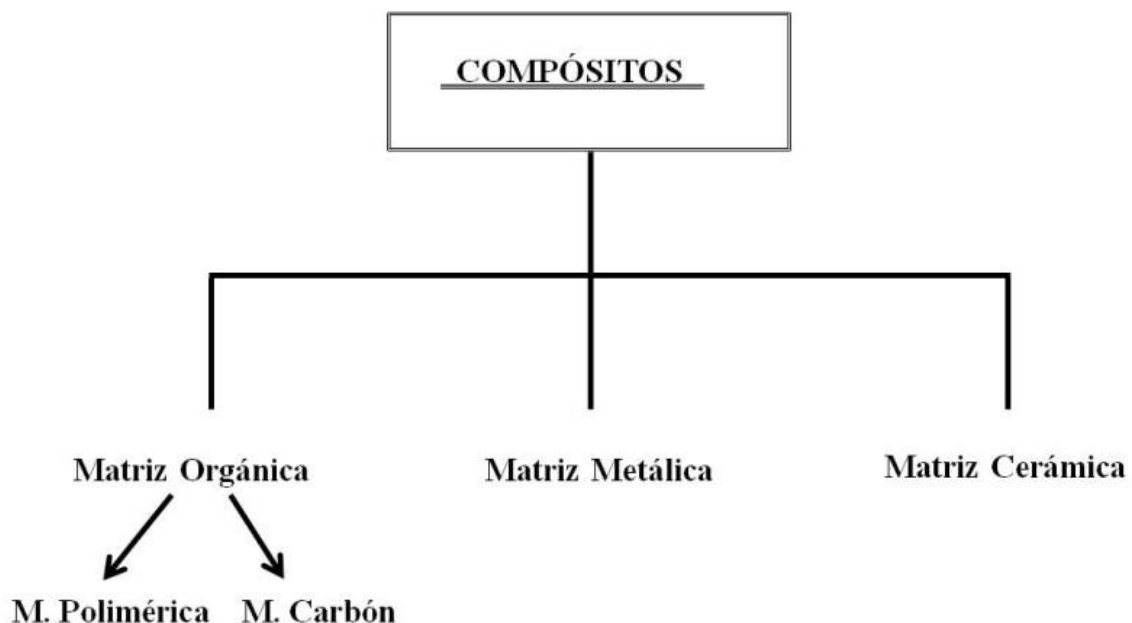 COMPÓSITOS
Matriz Orgánica
Matriz Metálica
Matriz Cerámica
M. Polimérica
M. Carbón